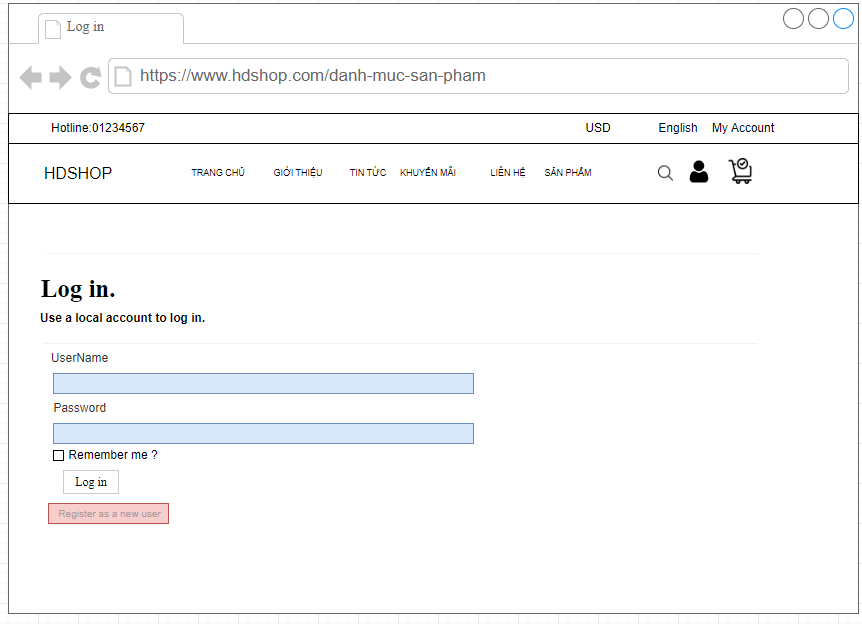 Log in
https://www.hdshop.com/danh-muc-san-pham
Hotline:01234567 USD English My Account
HDSHOP TRANG CHỦ GIỚI THIỆU TIN TỨC KHUYẾN MÃI LIÊN HỆ SẢN PHẨM
Log in.
Use a local account to log in.
UserName
Password
Remember me ?
Log in
Register as a new user